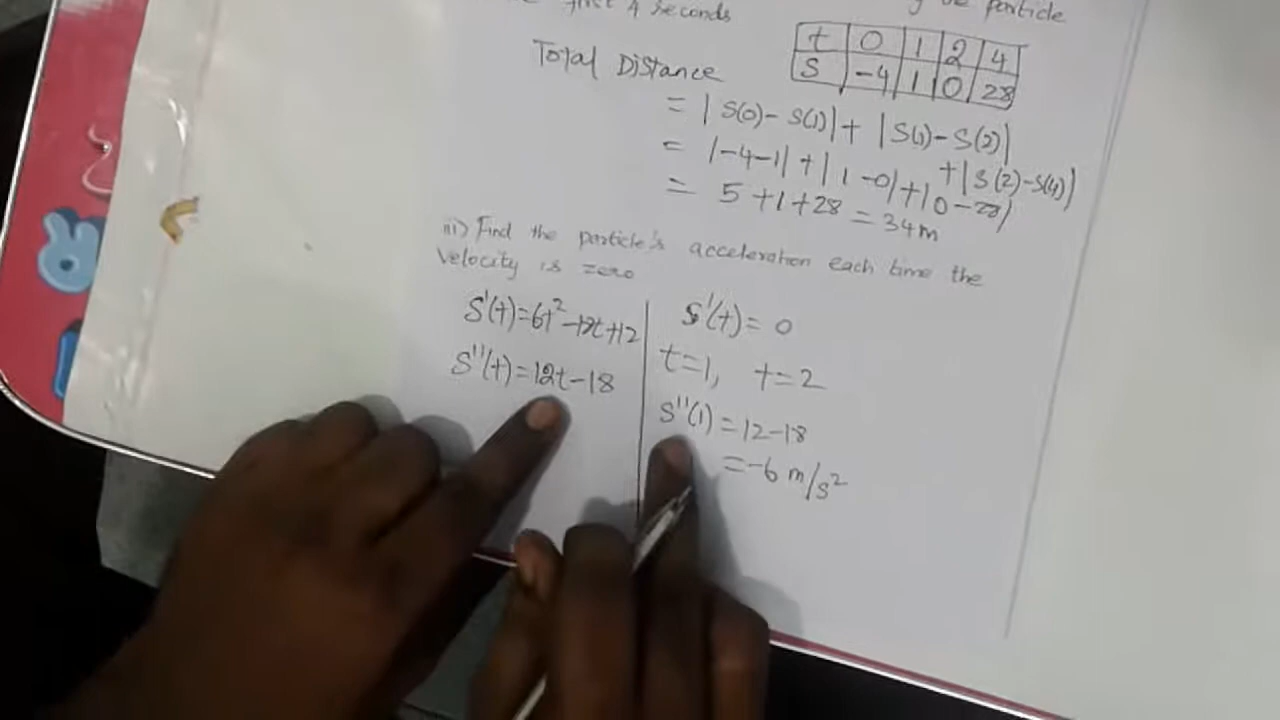 first 4 seconds
the particle
t 0 1 2 4
S -4 1 0 28
Total Distance
= |S(0)-S(1)|+ |S(1)-S(2)|
+|S(2)-S(4)|
= |-4-1|+|1-0|+|0-28|
= 5+1+28 = 34m
iii) Find the particle's acceleration each time the
velocity is zero
S'(t)=6t²-18t+12
S''(t)=12t-18
S'(t)= 0
t=1, t=2
S''(1) =12-18
=-6 m/s²